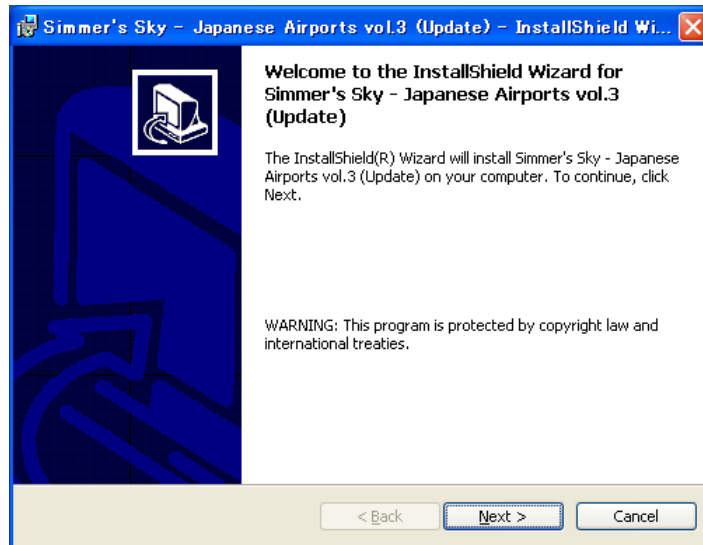 Simmer's Sky - Japanese Airports vol.3 (Update) - InstallShield Wi...
Welcome to the InstallShield Wizard for
Simmer's Sky - Japanese Airports vol.3
(Update)
The InstallShield(R) Wizard will install Simmer's Sky - Japanese
Airports vol.3 (Update) on your computer. To continue, click
Next.
WARNING: This program is protected by copyright law and
international treaties.
< Back
Next >
Cancel